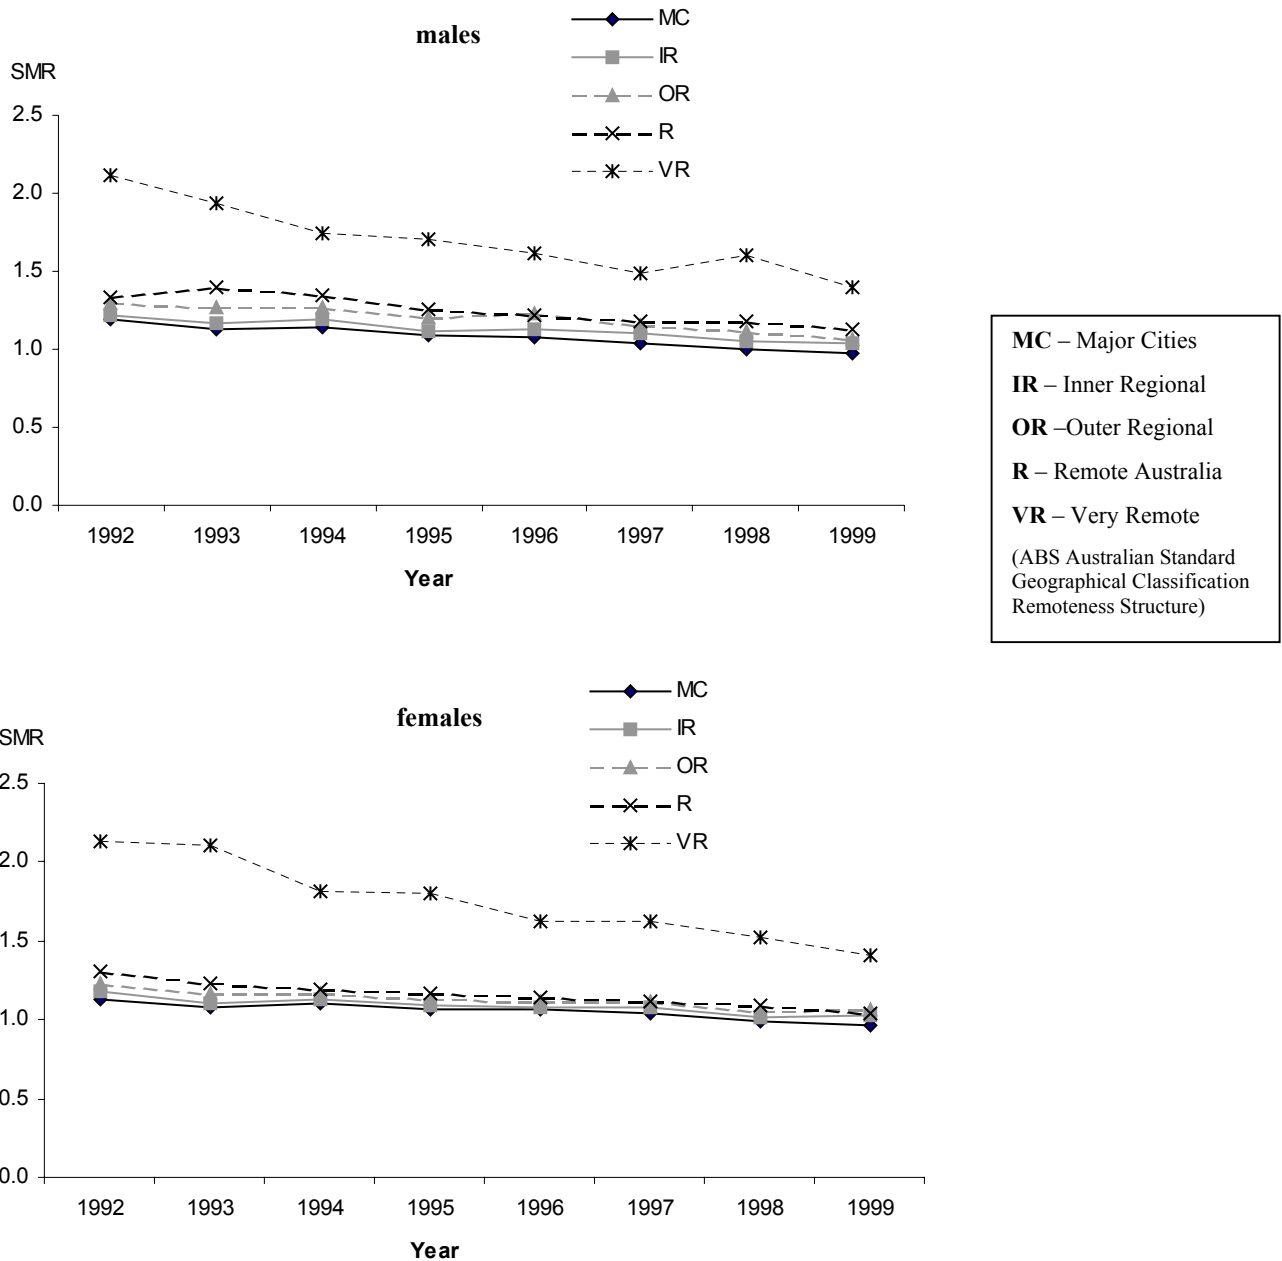 males
MC
IR
OR
R
VR
SMR
2.5
2.0
1.5
1.0
0.5
0.0
1992 1993 1994 1995 1996 1997 1998 1999
Year
MC – Major Cities
IR – Inner Regional
OR –Outer Regional
R – Remote Australia
VR – Very Remote
(ABS Australian Standard
Geographical Classification
Remoteness Structure)
females
MC
IR
OR
R
VR
SMR
2.5
2.0
1.5
1.0
0.5
0.0
1992 1993 1994 1995 1996 1997 1998 1999
Year